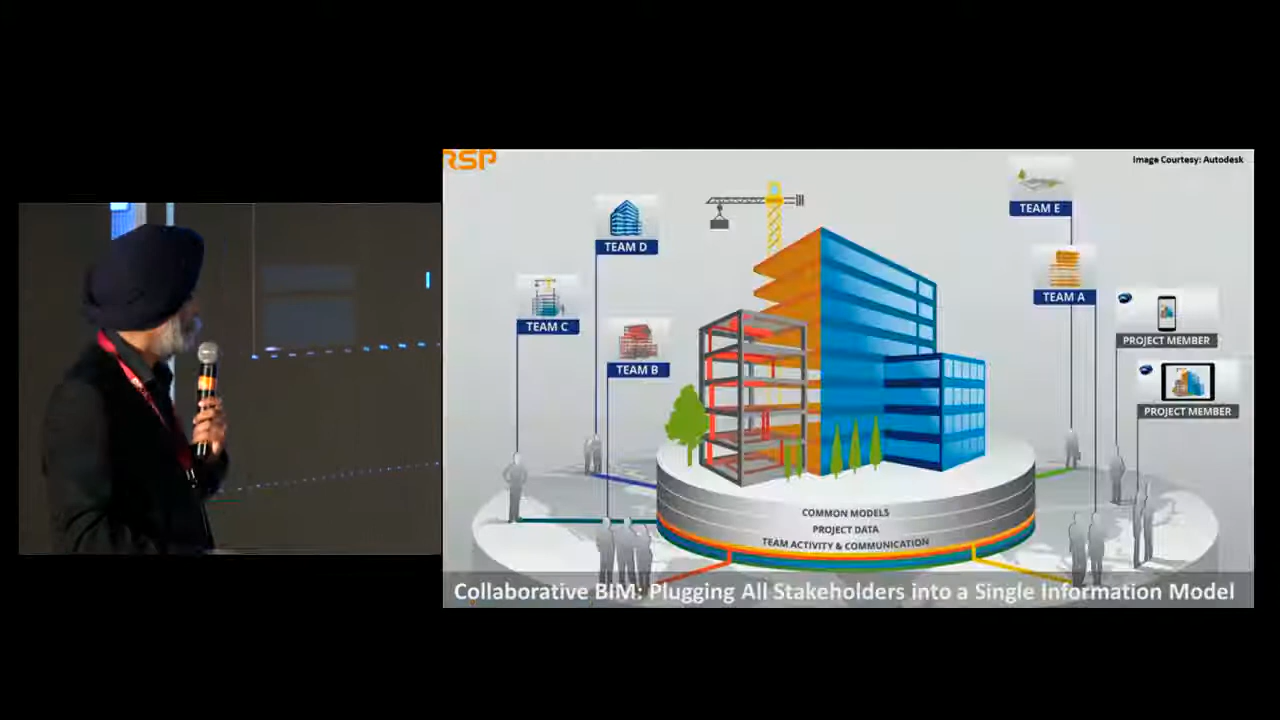 RSP
Image Courtesy: Autodesk
TEAM E
TEAM D
TEAM A
TEAM C
PROJECT MEMBER
TEAM B
PROJECT MEMBER
COMMON MODELS
PROJECT DATA
TEAM ACTIVITY & COMMUNICATION
Collaborative BIM: Plugging All Stakeholders into a Single Information Model